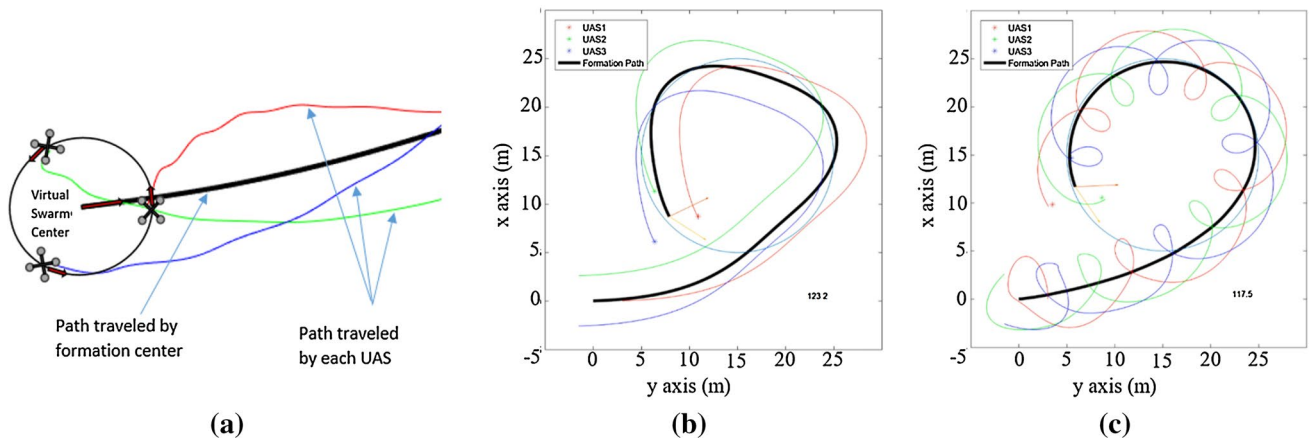 Virtual
Swarm
Center
Path traveled by
formation center
Path traveled
by each UAS
(a)
UAS1
UAS2
UAS3
Formation Path
25
20
15
10
5
0
-5
x axis (m)
0
5
10
15
20
25
y axis (m)
123 2
(b)
UAS1
UAS2
UAS3
Formation Path
25
20
15
10
5
0
-5
x axis (m)
0
5
10
15
20
25
y axis (m)
117.5
(c)